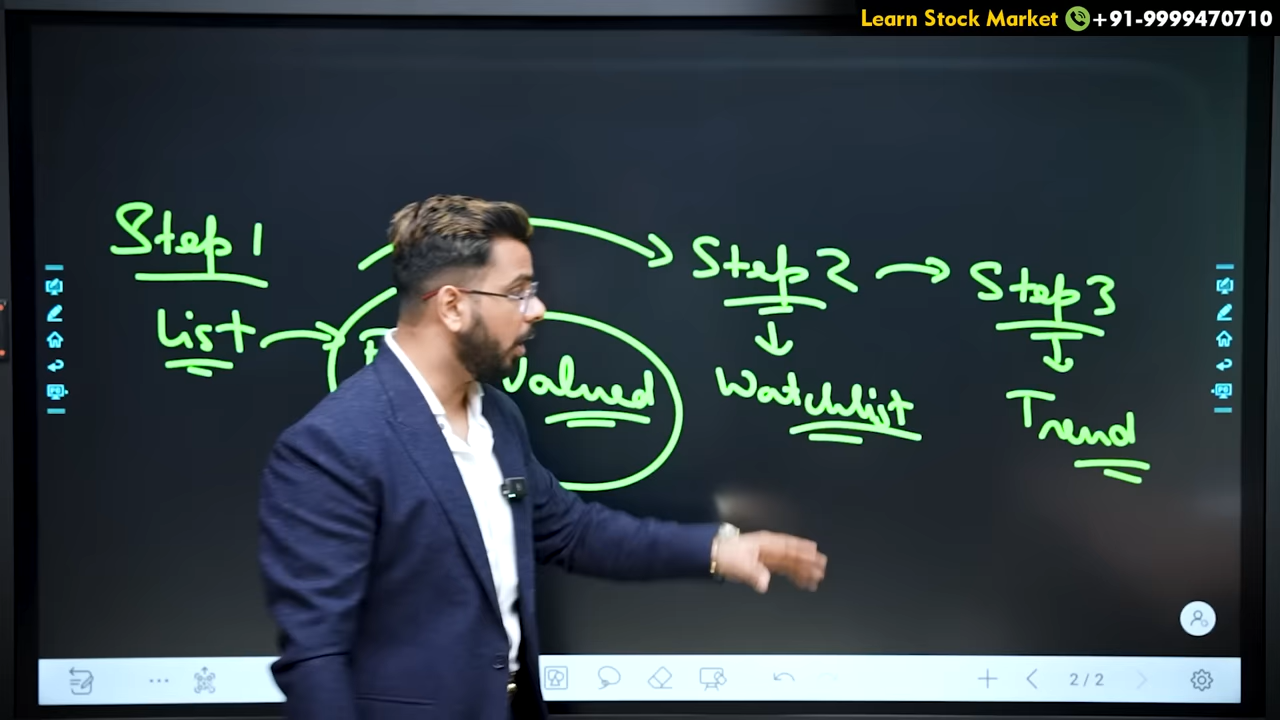 Learn Stock Market +91-9999470710
Step 1
List
Valued
Step 2
Watchlist
Step 3
Trend
2/2